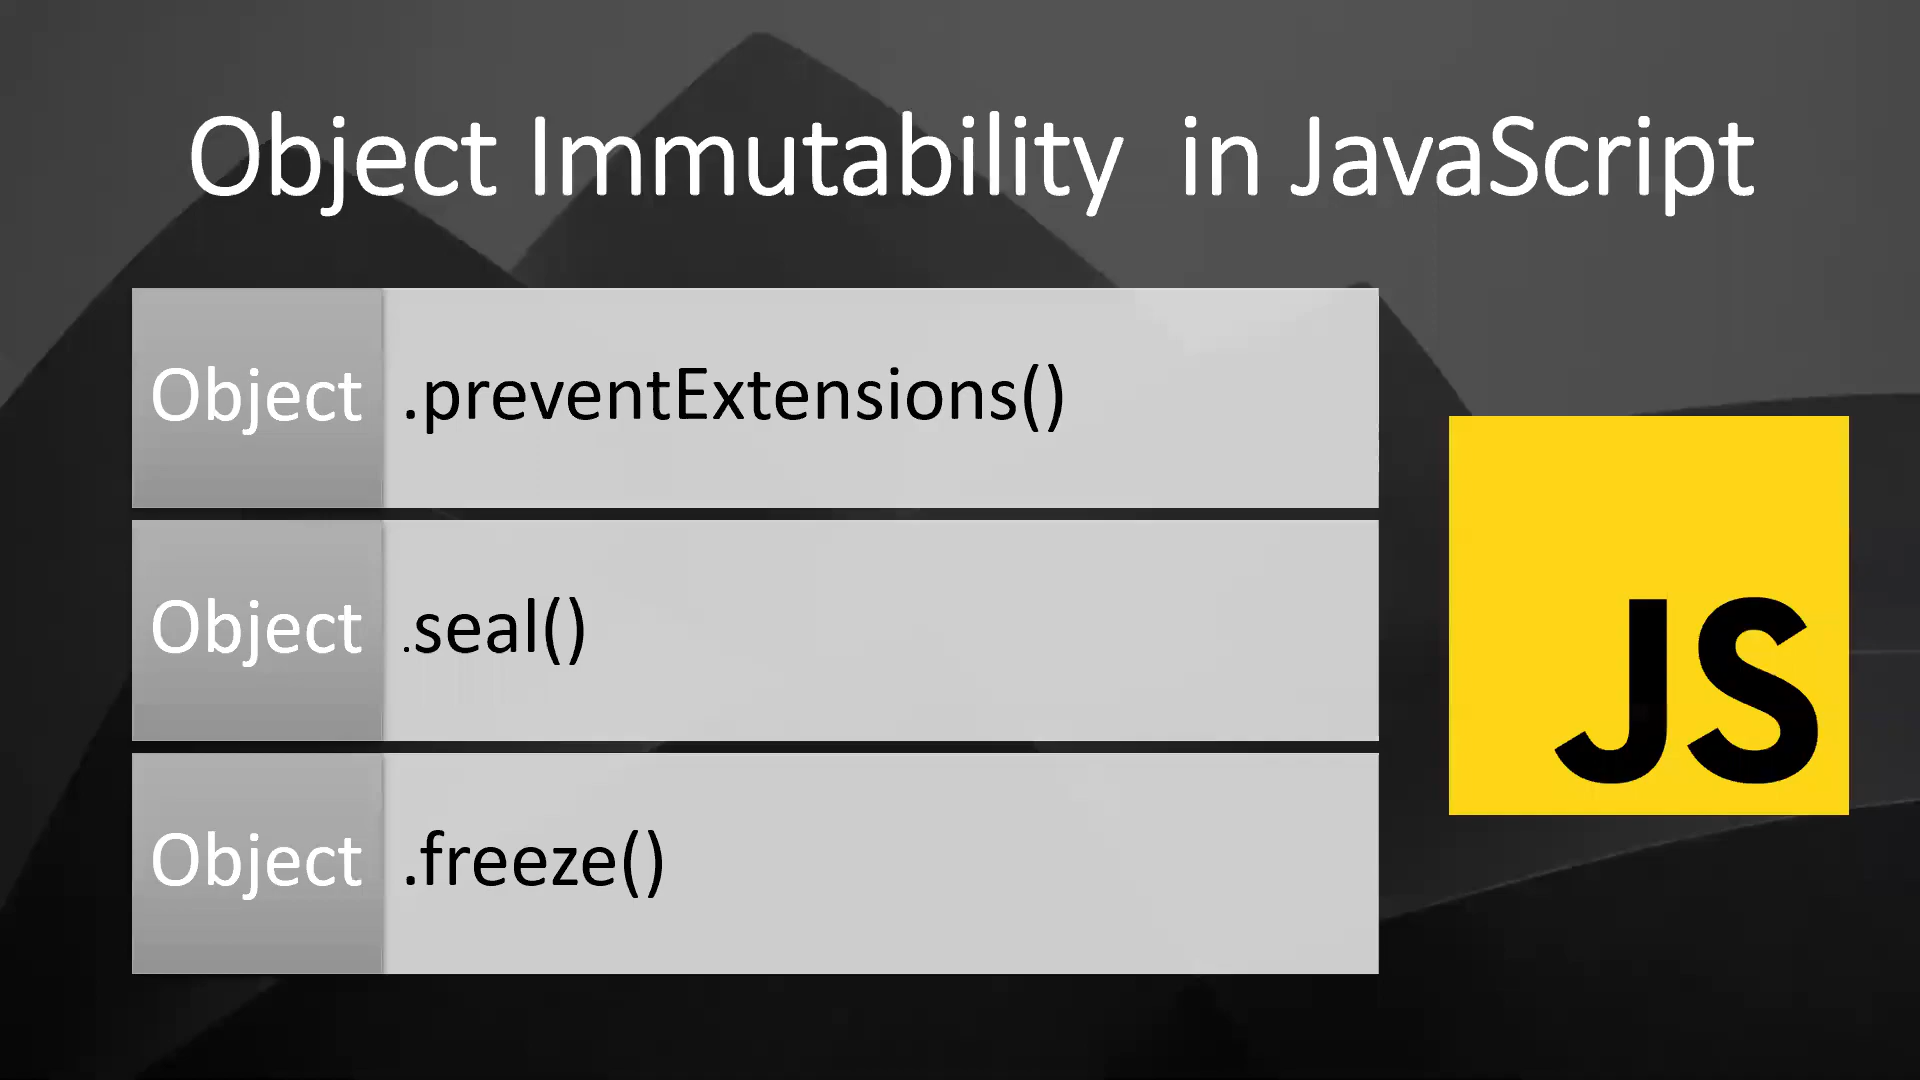 Object Immutability  in JavaScript
Object .preventExtensions()
Object .seal()
JS
Object .freeze()